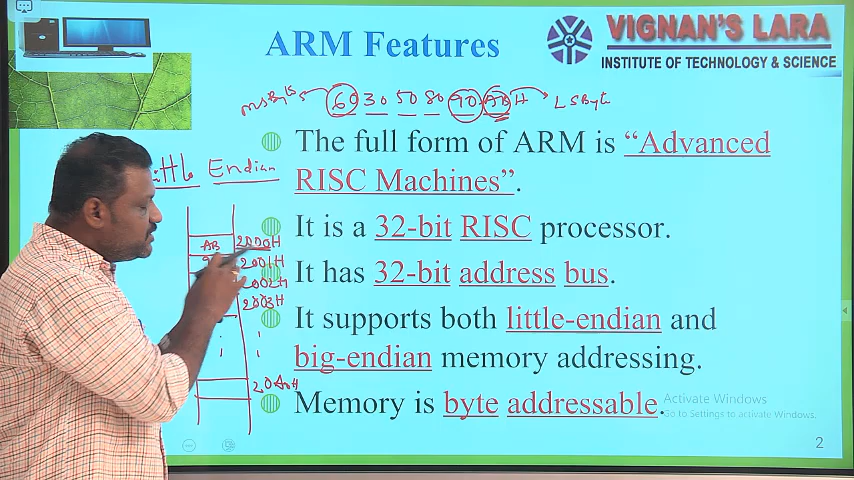 ARM Features
VIGNAN'S LARA
INSTITUTE OF TECHNOLOGY & SCIENCE
60 30 50 80 90 AB H LSByte
The full form of ARM is "Advanced
RISC Machines".
Endian
It is a 32-bit RISC processor.
AB 2000H
2001H
It has 32-bit address bus.
2002H
2003H
It supports both little-endian and
big-endian memory addressing.
20A0H
Memory is byte addressable.
Activate Windows
Go to Settings to activate Windows.
2